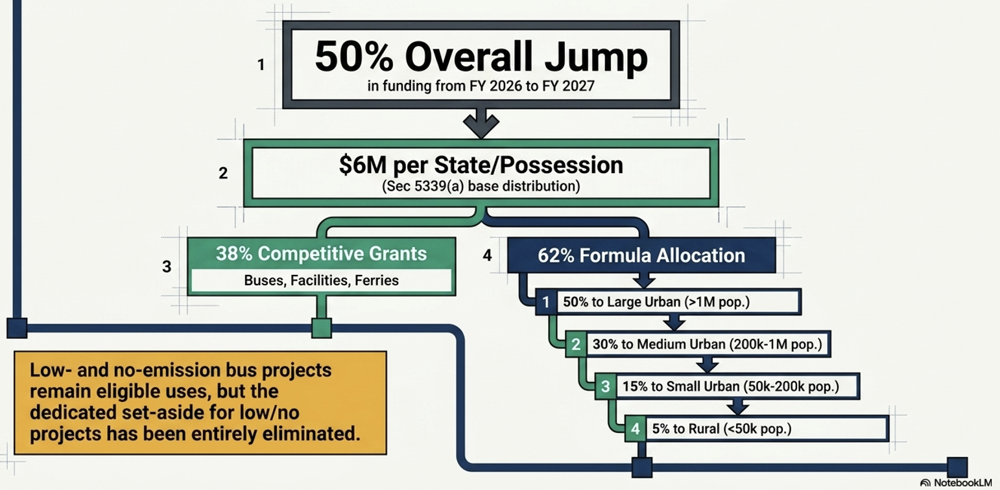 1
50% Overall Jump
in funding from FY 2026 to FY 2027
2
$6M per State/Possession
(Sec 5339(a) base distribution)
3
38% Competitive Grants
Buses, Facilities, Ferries
4
62% Formula Allocation
1 50% to Large Urban (>1M pop.)
2 30% to Medium Urban (200k-1M pop.)
3 15% to Small Urban (50k-200k pop.)
4 5% to Rural (<50k pop.)
Low- and no-emission bus projects
remain eligible uses, but the
dedicated set-aside for low/no
projects has been entirely eliminated.
NotebookLM